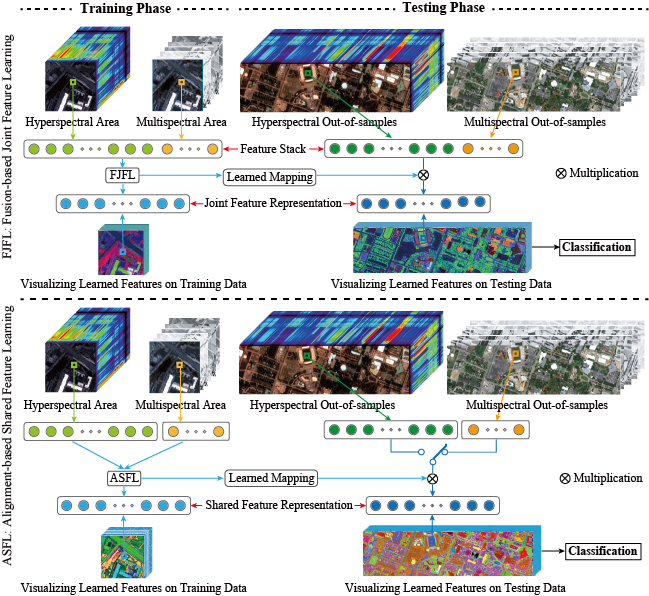 Training Phase
Testing Phase
FJFL: Fusion-based Joint Feature Learning
Hyperspectral Area
Multispectral Area
Hyperspectral Out-of-samples
Multispectral Out-of-samples
Feature Stack
FJFL
Learned Mapping
Multiplication
Joint Feature Representation
Classification
Visualizing Learned Features on Training Data
Visualizing Learned Features on Testing Data
ASFL: Alignment-based Shared Feature Learning
Hyperspectral Area
Multispectral Area
Hyperspectral Out-of-samples
Multispectral Out-of-samples
ASFL
Learned Mapping
Multiplication
Shared Feature Representation
Classification
Visualizing Learned Features on Training Data
Visualizing Learned Features on Testing Data